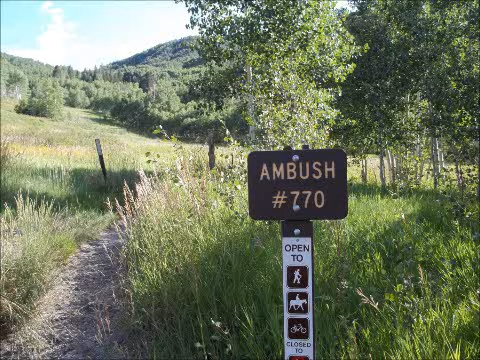 AMBUSH
#770
OPEN
TO
CLOSED
TO